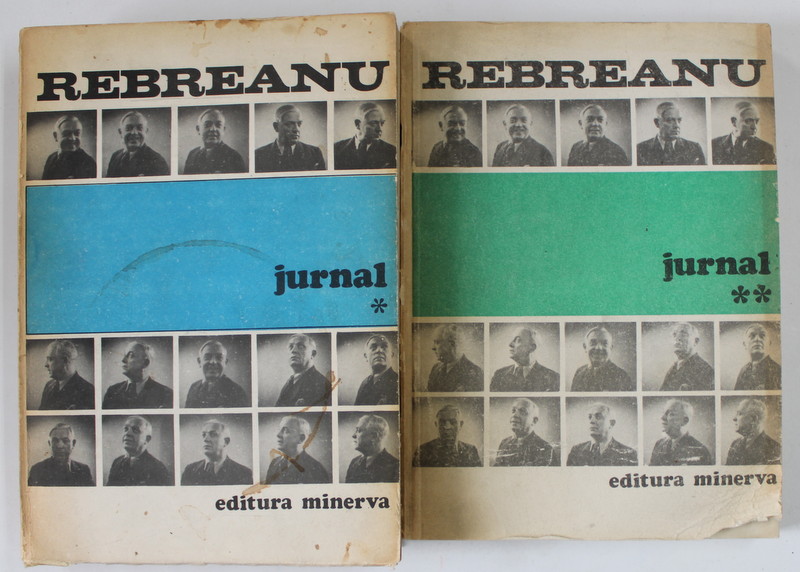 REBREANU
jurnal
*
editura minerva
REBREANU
jurnal
**
editura minerva